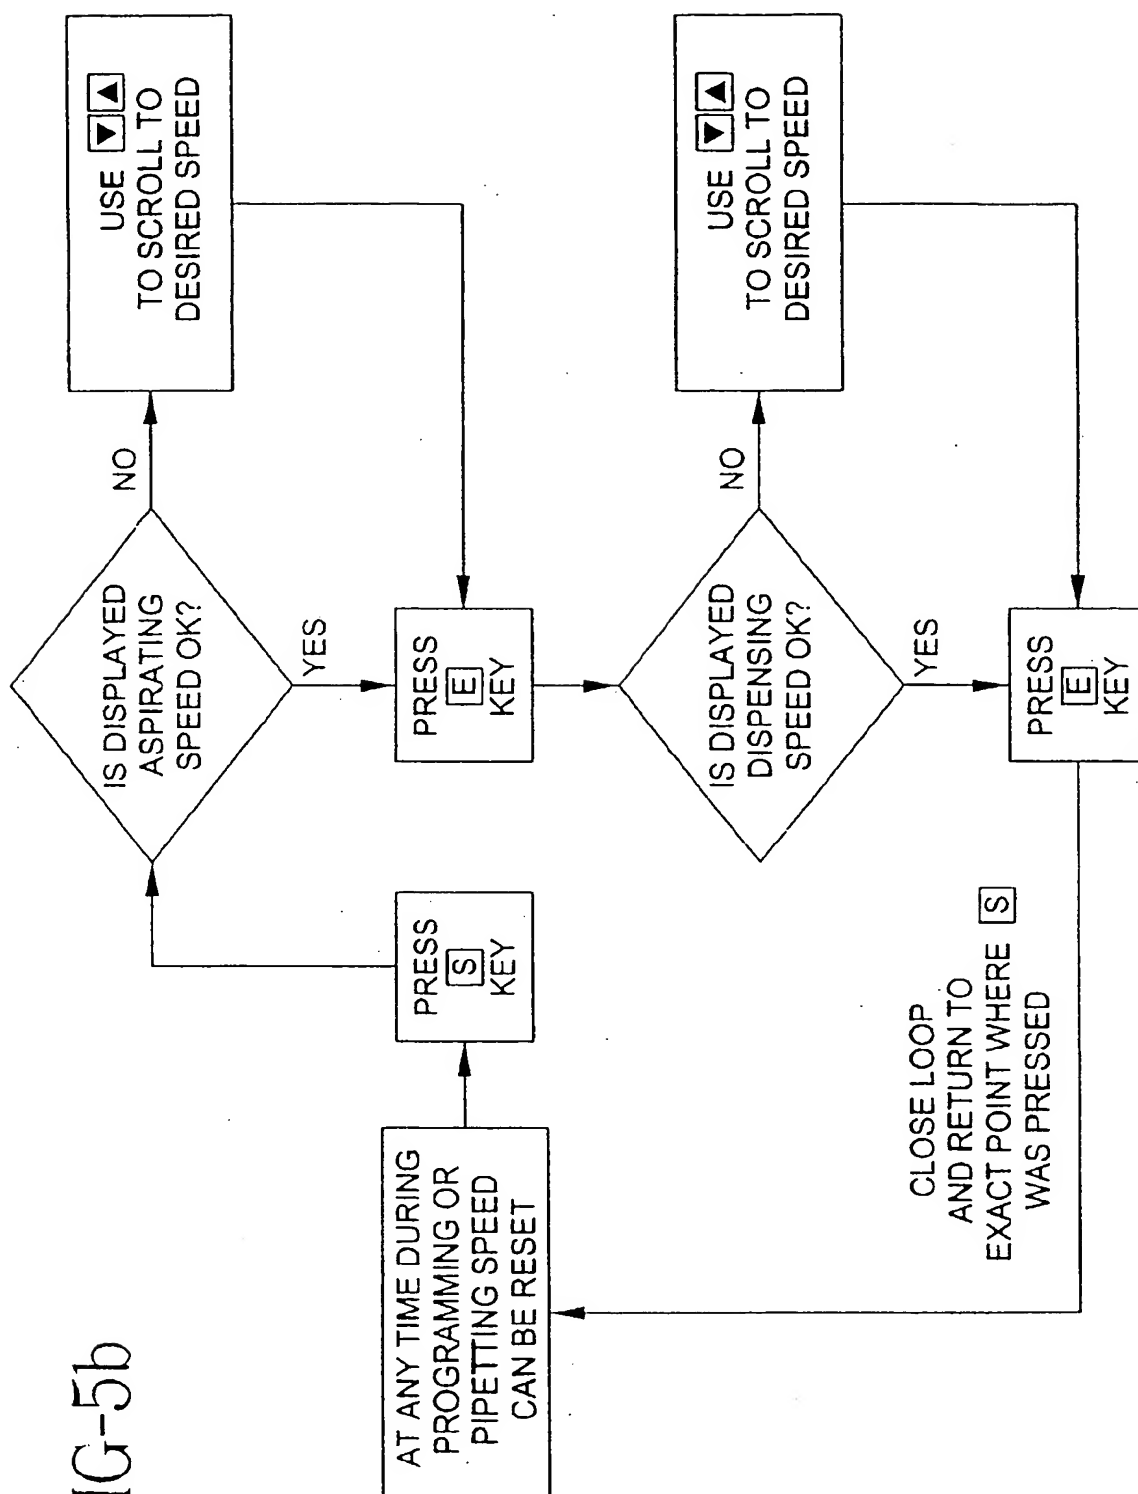 IG-5b
AT ANY TIME DURING
PROGRAMMING OR
PIPETTING SPEED
CAN BE RESET
PRESS
S
KEY
IS DISPLAYED
ASPIRATING
SPEED OK?
NO
USE ▼▲
TO SCROLL TO
DESIRED SPEED
YES
PRESS
E
KEY
IS DISPLAYED
DISPENSING
SPEED OK?
NO
USE ▼▲
TO SCROLL TO
DESIRED SPEED
YES
PRESS
E
KEY
CLOSE LOOP
AND RETURN TO
EXACT POINT WHERE S
WAS PRESSED